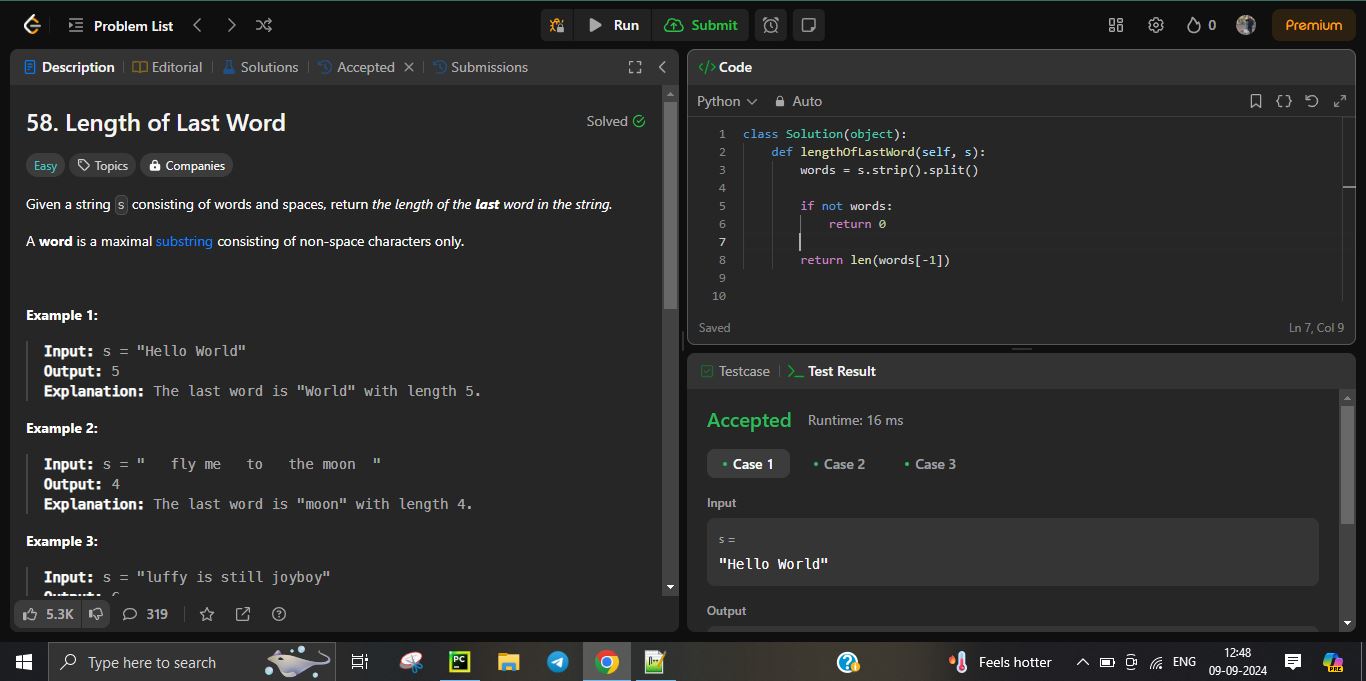 Problem List
Run
Submit
0
Premium
Description
Editorial
Solutions
Accepted
Submissions
58. Length of Last Word
Solved
Easy
Topics
Companies
Given a string s consisting of words and spaces, return the length of the last word in the string.
A word is a maximal substring consisting of non-space characters only.
Example 1:
Input: s = "Hello World"
Output: 5
Explanation: The last word is "World" with length 5.
Example 2:
Input: s = "   fly me   to   the moon  "
Output: 4
Explanation: The last word is "moon" with length 4.
Example 3:
Input: s = "luffy is still joyboy"
5.3K
319
</> Code
Python
Auto
1 class Solution(object):
2     def lengthOfLastWord(self, s):
3         words = s.strip().split()
4
5         if not words:
6             return 0
7
8         return len(words[-1])
9
10
Saved
Ln 7, Col 9
Testcase
>_ Test Result
Accepted
Runtime: 16 ms
• Case 1
• Case 2
• Case 3
Input
s =
"Hello World"
Output
Type here to search
PC
Feels hotter
ENG
12:48
09-09-2024
PRE